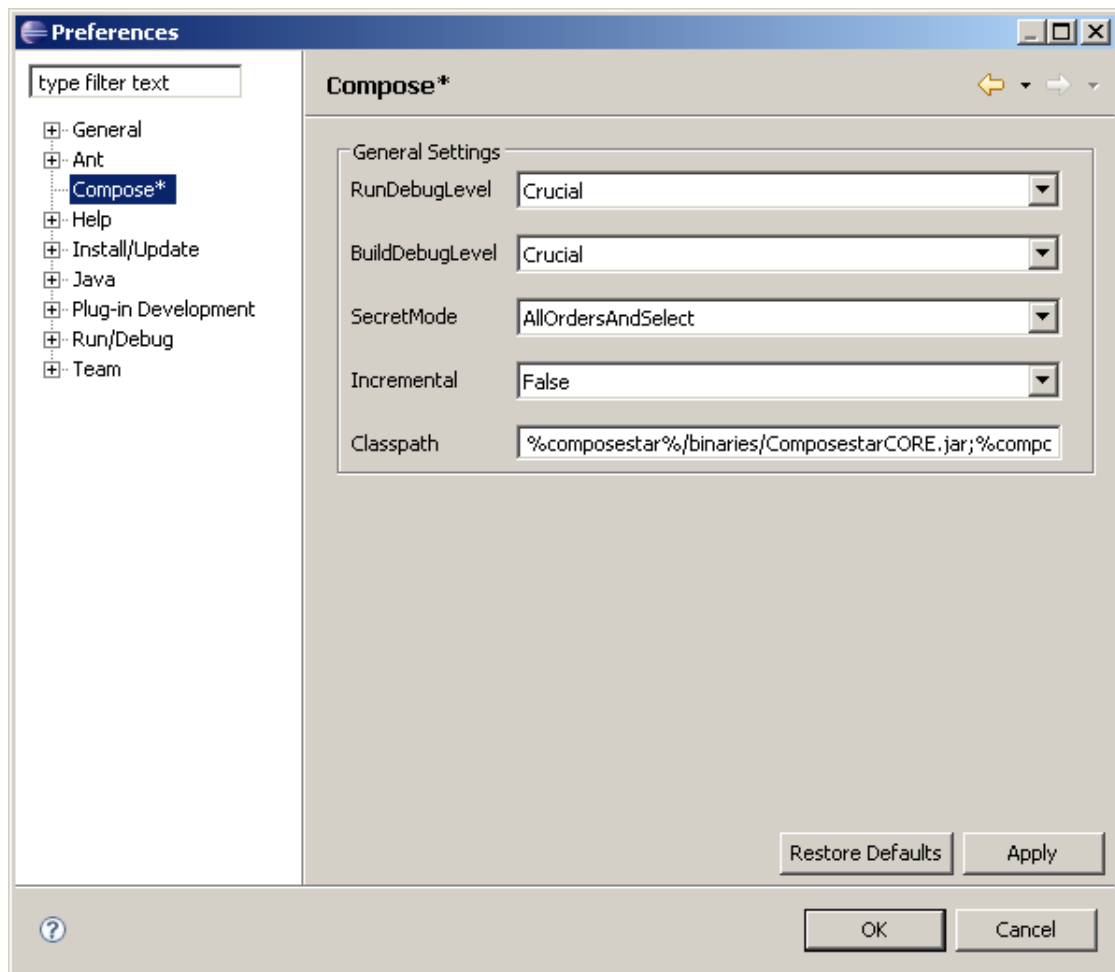 Preferences
type filter text
General
Ant
Compose*
Help
Install/Update
Java
Plug-in Development
Run/Debug
Team
Compose*
General Settings
RunDebugLevel Crucial
BuildDebugLevel Crucial
SecretMode AllOrdersAndSelect
Incremental False
Classpath %composestar%/binaries/ComposestarCORE.jar;%compc
Restore Defaults Apply
? OK Cancel